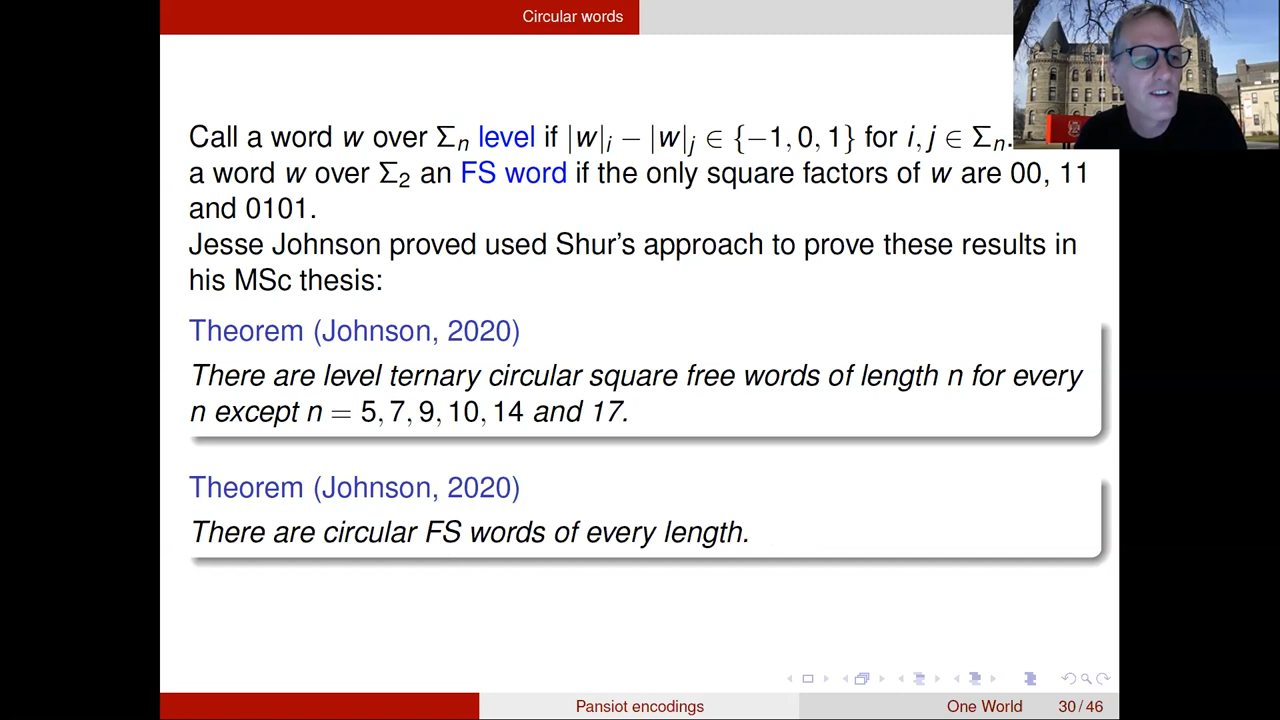 Circular words
Call a word w over Σₙ level if |w|ᵢ − |w|ⱼ ∈ {−1, 0, 1} for i, j ∈ Σₙ.
a word w over Σ₂ an FS word if the only square factors of w are 00, 11
and 0101.
Jesse Johnson proved used Shur's approach to prove these results in
his MSc thesis:
Theorem (Johnson, 2020)
There are level ternary circular square free words of length n for every
n except n = 5, 7, 9, 10, 14 and 17.
Theorem (Johnson, 2020)
There are circular FS words of every length.
Pansiot encodings
One World
30 / 46